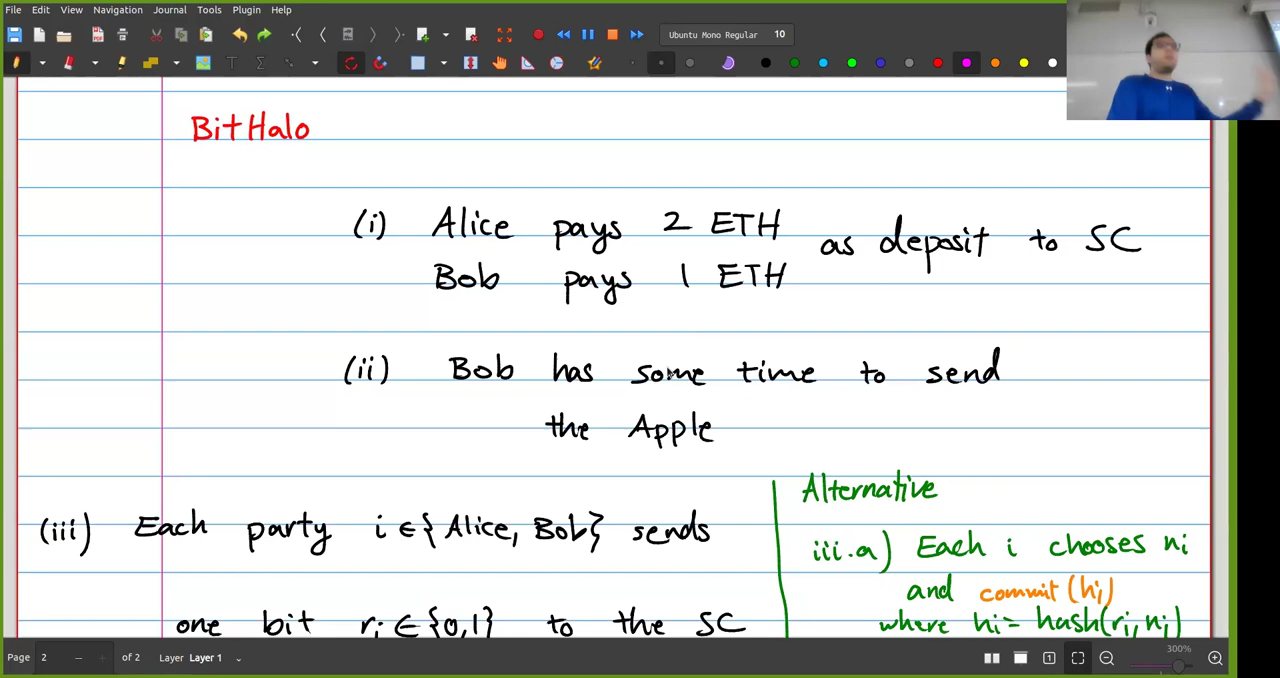 File Edit View Navigation Journal Tools Plugin Help
Ubuntu Mono Regular 10
BitHalo
(i) Alice pays 2 ETH as deposit to SC
Bob pays 1 ETH
(ii) Bob has some time to send
the Apple
(iii) Each party i ∈ {Alice, Bob} sends
one bit ri ∈ {0,1} to the SC
Alternative
iii.a) Each i chooses ni
and commit (hi)
where hi = hash(ri, ni)
Page 2 of 2 Layer Layer 1 300%